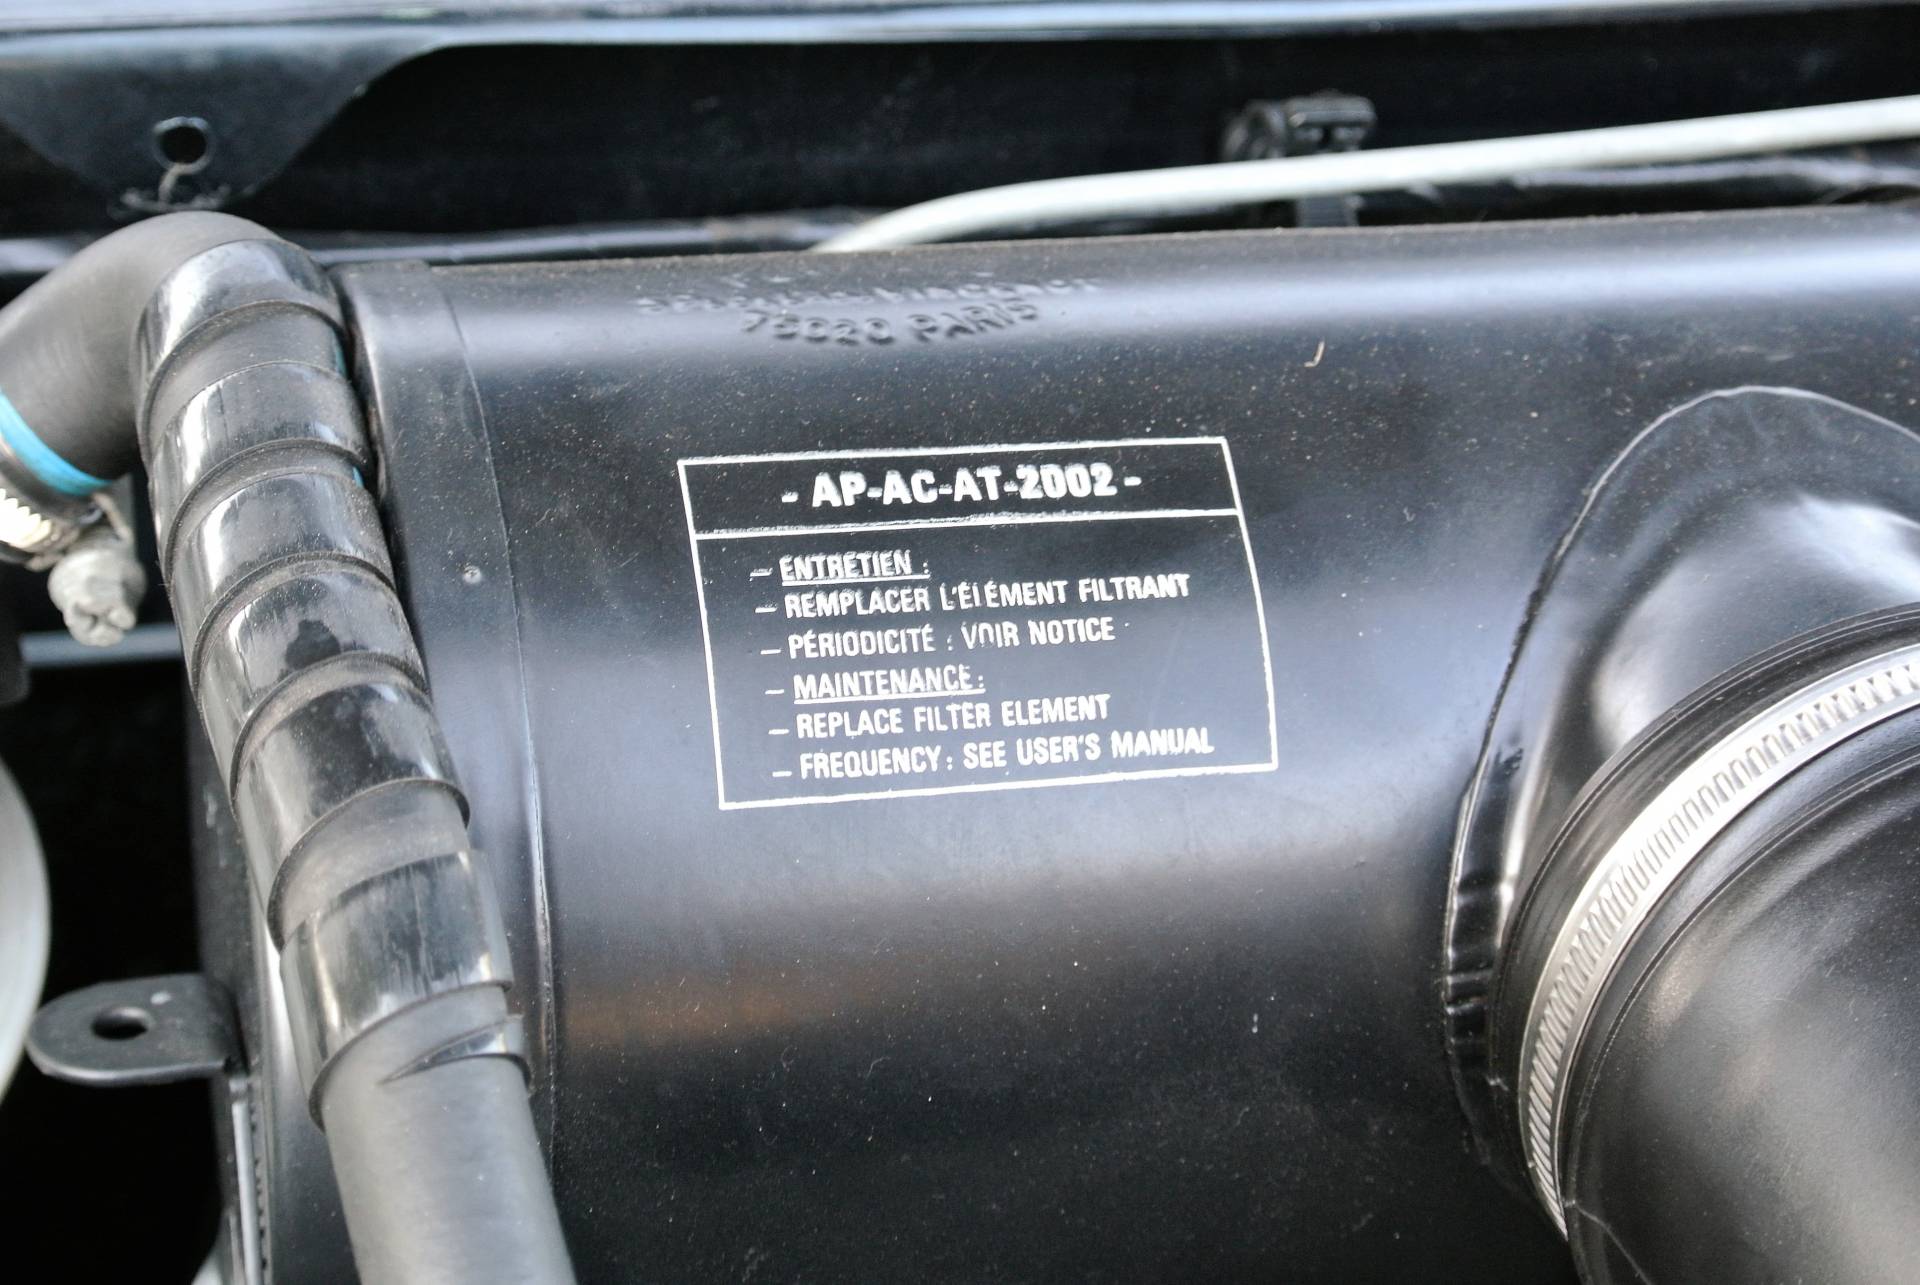 75020 PARIS
- AP-AC-AT-2002 -
- ENTRETIEN :
- REMPLACER L'ÉLÉMENT FILTRANT
- PÉRIODICITÉ : VOIR NOTICE
- MAINTENANCE :
- REPLACE FILTER ELEMENT
- FREQUENCY : SEE USER'S MANUAL